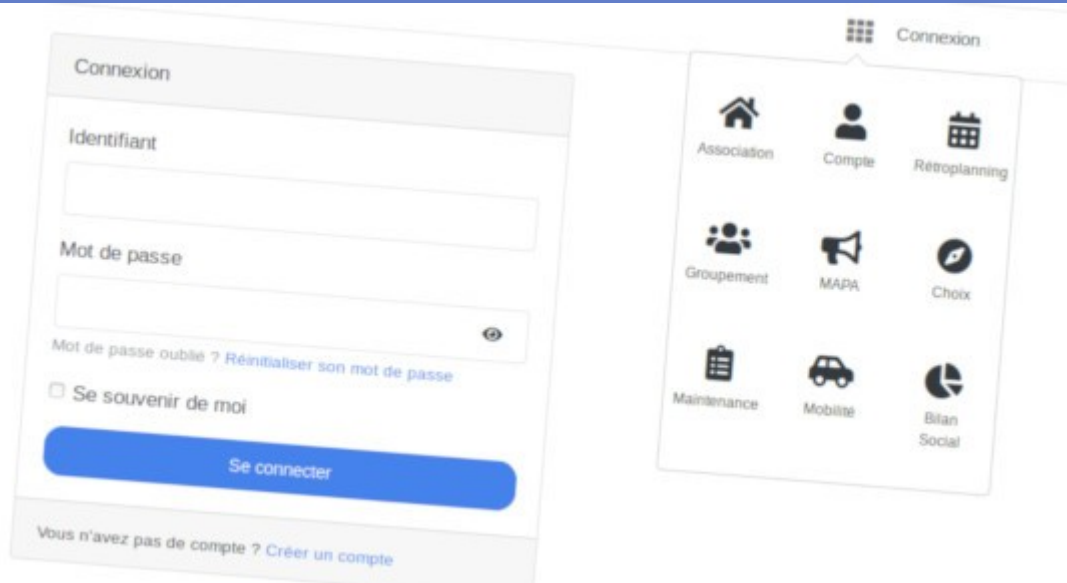 Connexion
Connexion
Identifiant
Mot de passe
Mot de passe oublié ? Réinitialiser son mot de passe
Se souvenir de moi
Se connecter
Vous n'avez pas de compte ? Créer un compte
Association
Compte
Rétroplanning
Groupement
MAPA
Choix
Maintenance
Mobilité
Bilan
Social